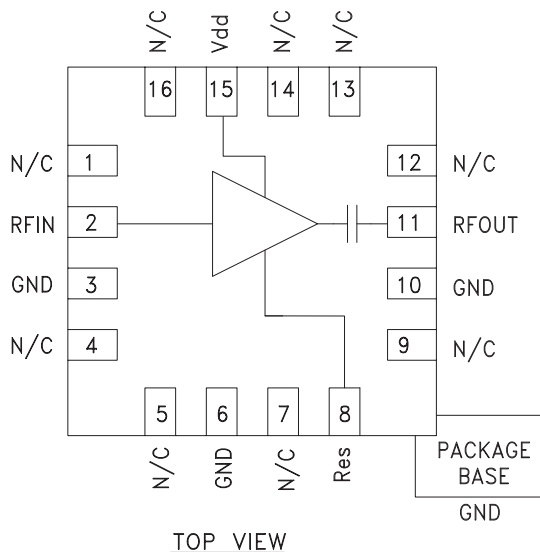 N/C
Vdd
N/C
N/C
16
15
14
13
N/C
1
12
N/C
RFIN
2
11
RFOUT
GND
3
10
GND
N/C
4
9
N/C
5
6
7
8
N/C
GND
N/C
Res
PACKAGE
BASE
GND
TOP VIEW